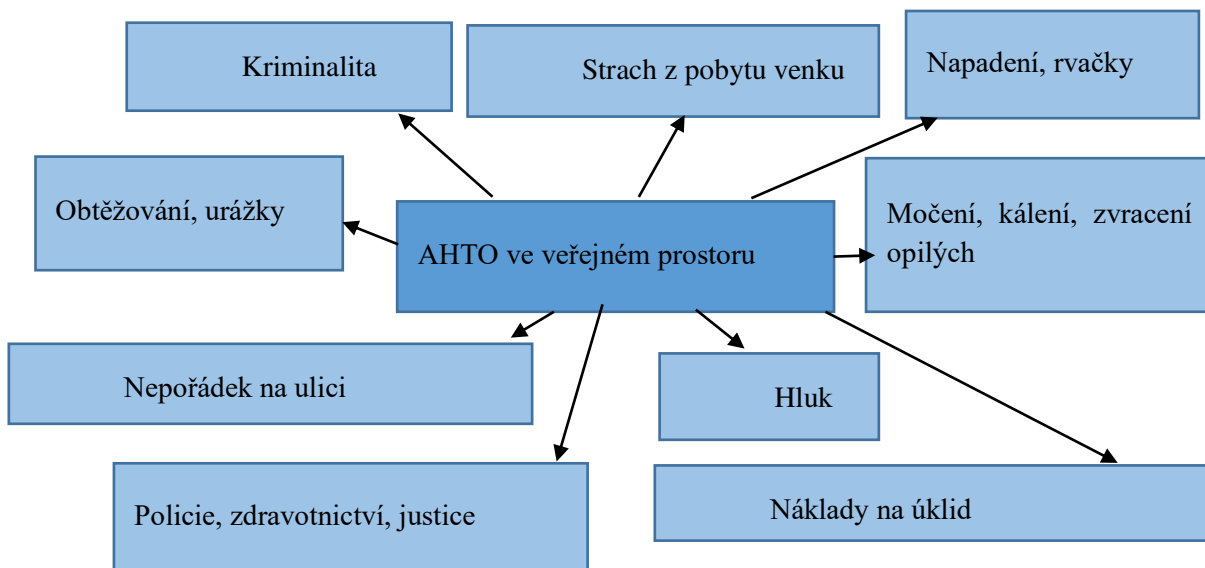 Kriminalita
Strach z pobytu venku
Napadení, rvačky
Obtěžování, urážky
AHTO ve veřejném prostoru
Močení, kálení, zvracení
opilých
Nepořádek na ulici
Hluk
Policie, zdravotnictví, justice
Náklady na úklid